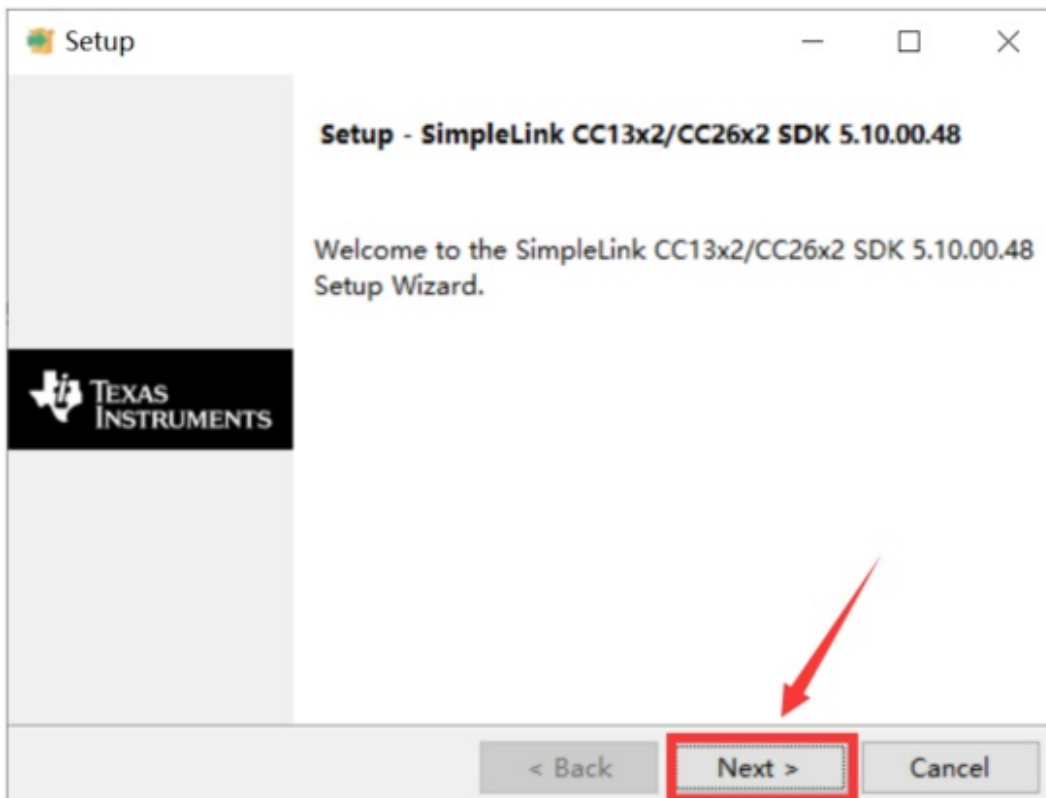 Setup
Setup - SimpleLink CC13x2/CC26x2 SDK 5.10.00.48
Welcome to the SimpleLink CC13x2/CC26x2 SDK 5.10.00.48
Setup Wizard.
TEXAS
INSTRUMENTS
< Back
Next >
Cancel